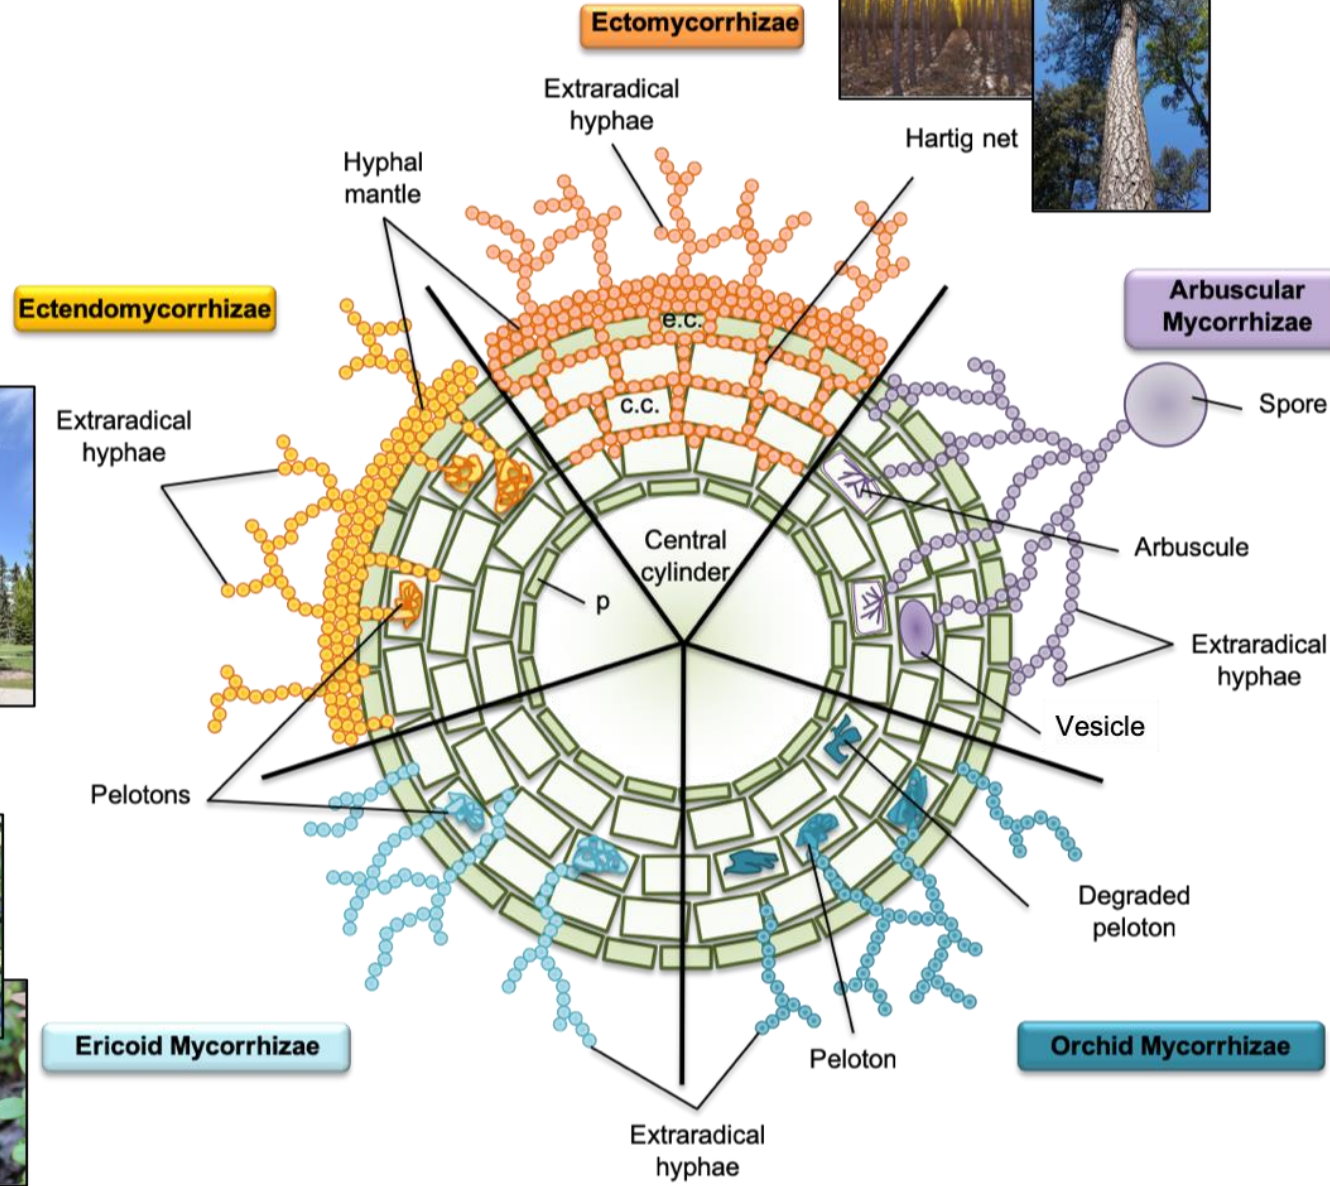 Ectomycorrhizae
Extraradical
hyphae
Hartig net
Hyphal
mantle
Ectendomycorrhizae
Arbuscular
Mycorrhizae
e.c.
Spore
c.c.
Extraradical
hyphae
Central
cylinder
Arbuscule
p
Extraradical
hyphae
Vesicle
Pelotons
Degraded
peloton
Ericoid Mycorrhizae
Peloton
Orchid Mycorrhizae
Extraradical
hyphae